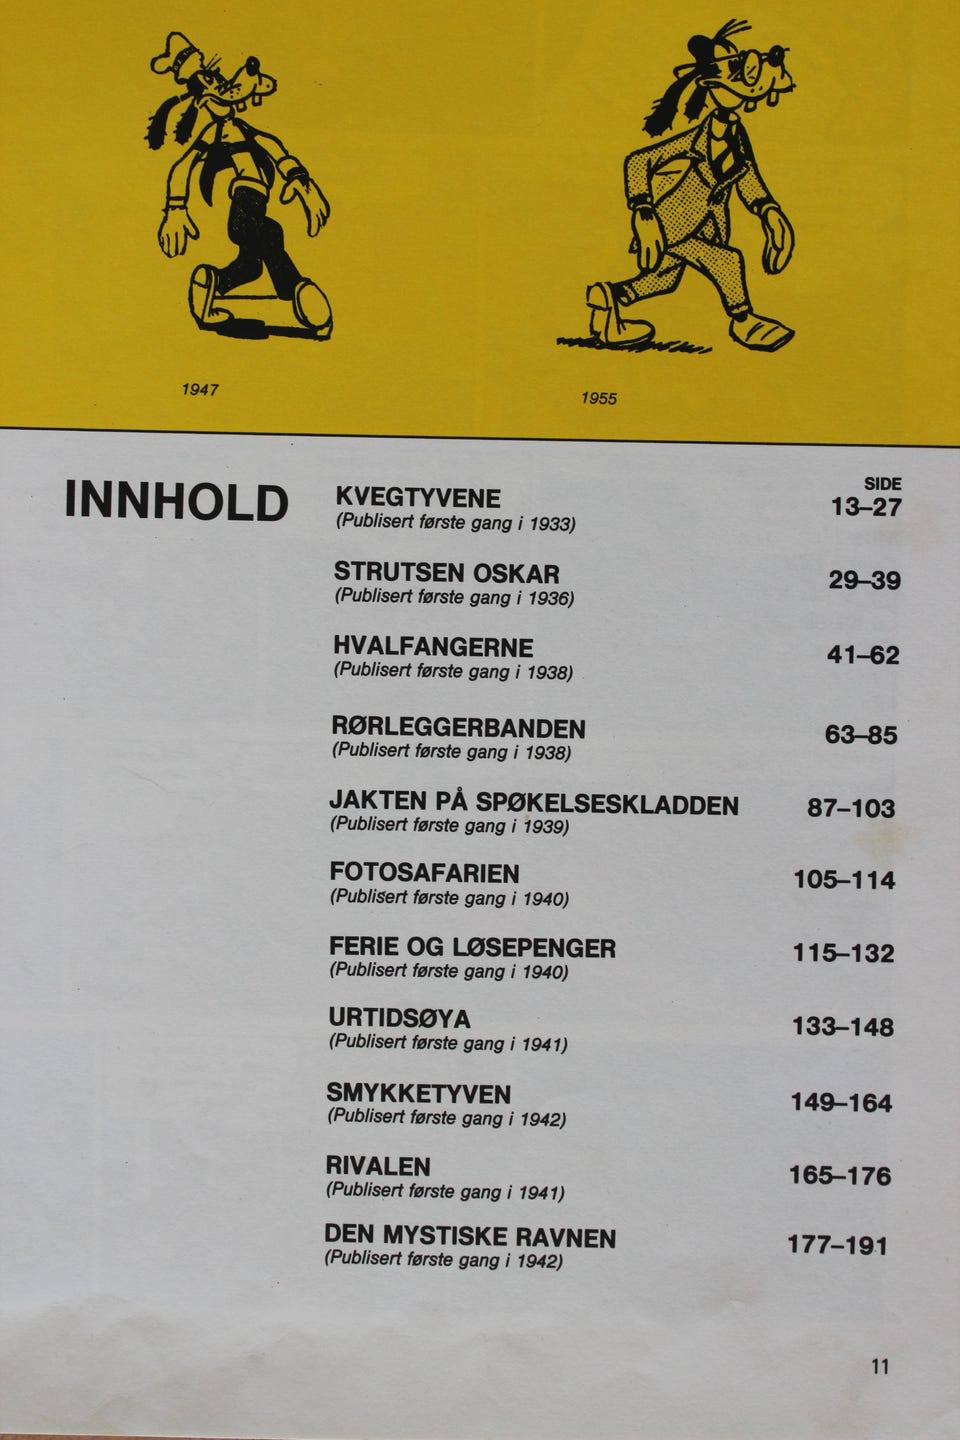 1947
1955
INNHOLD
SIDE
KVEGTYVENE 13–27
(Publisert første gang i 1933)
STRUTSEN OSKAR 29–39
(Publisert første gang i 1936)
HVALFANGERNE 41–62
(Publisert første gang i 1938)
RØRLEGGERBANDEN 63–85
(Publisert første gang i 1938)
JAKTEN PÅ SPØKELSESKLADDEN 87–103
(Publisert første gang i 1939)
FOTOSAFARIEN 105–114
(Publisert første gang i 1940)
FERIE OG LØSEPENGER 115–132
(Publisert første gang i 1940)
URTIDSØYA 133–148
(Publisert første gang i 1941)
SMYKKETYVEN 149–164
(Publisert første gang i 1942)
RIVALEN 165–176
(Publisert første gang i 1941)
DEN MYSTISKE RAVNEN 177–191
(Publisert første gang i 1942)
11